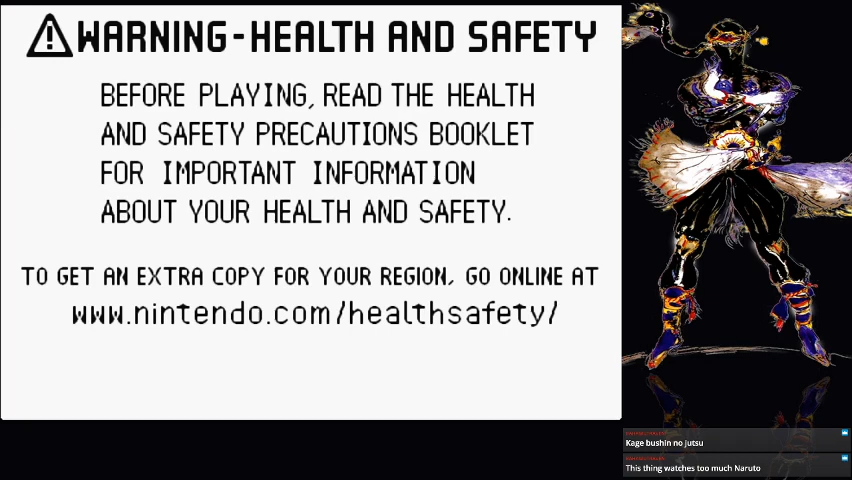 WARNING-HEALTH AND SAFETY
BEFORE PLAYING, READ THE HEALTH
AND SAFETY PRECAUTIONS BOOKLET
FOR IMPORTANT INFORMATION
ABOUT YOUR HEALTH AND SAFETY.
TO GET AN EXTRA COPY FOR YOUR REGION, GO ONLINE AT
www.nintendo.com/healthsafety/
Kage bushin no jutsu
This thing watches too much Naruto